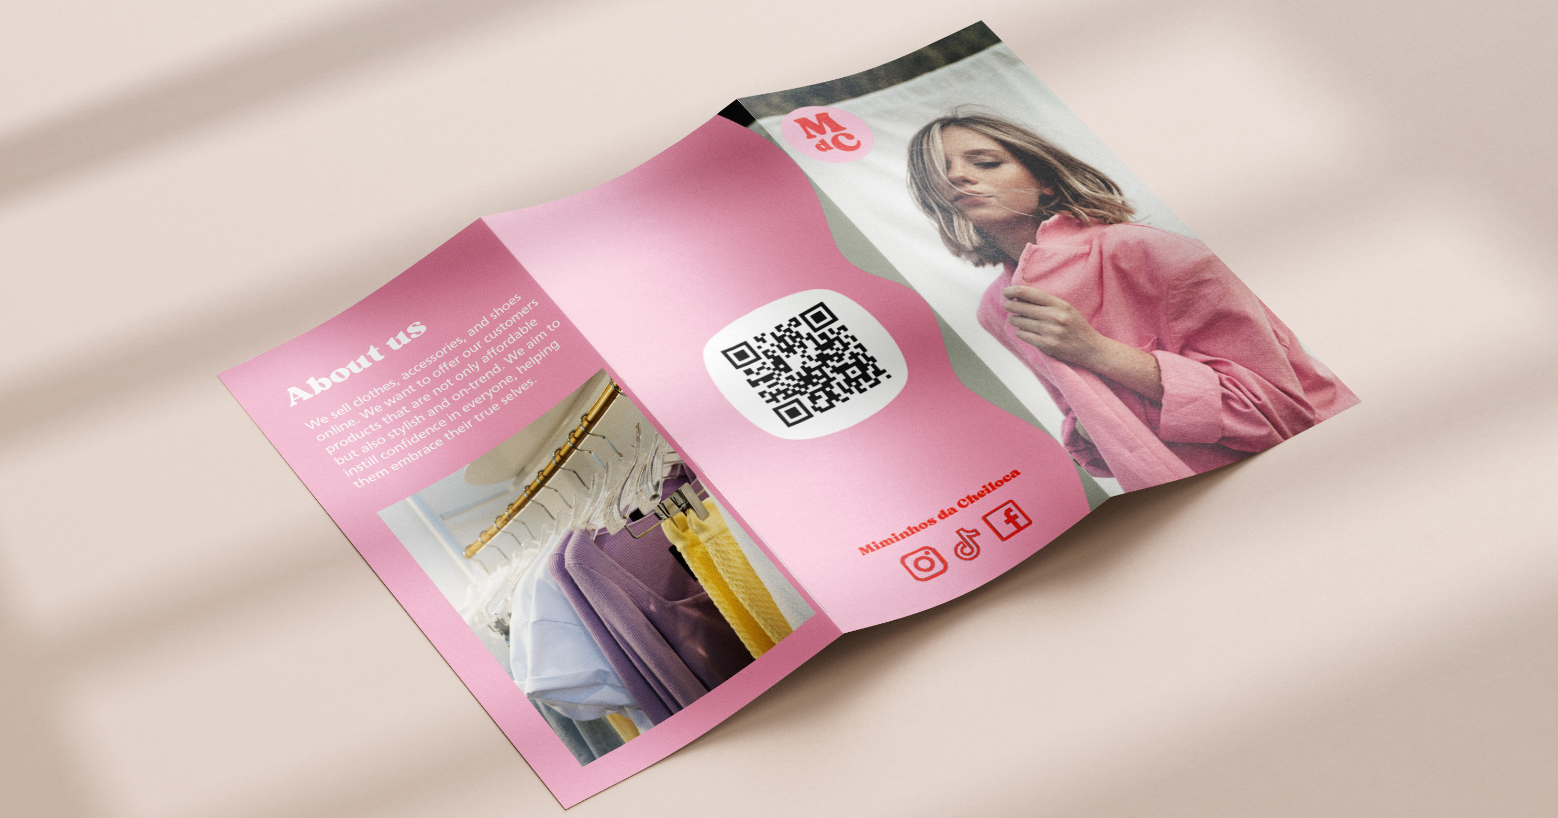 About us
We sell clothes, accessories, and shoes
online. We want to offer our customers
products that are not only affordable
but also stylish and on-trend. We aim to
instill confidence in everyone, helping
them embrace their true selves.
Miminhos da Cheiloca
M
dC